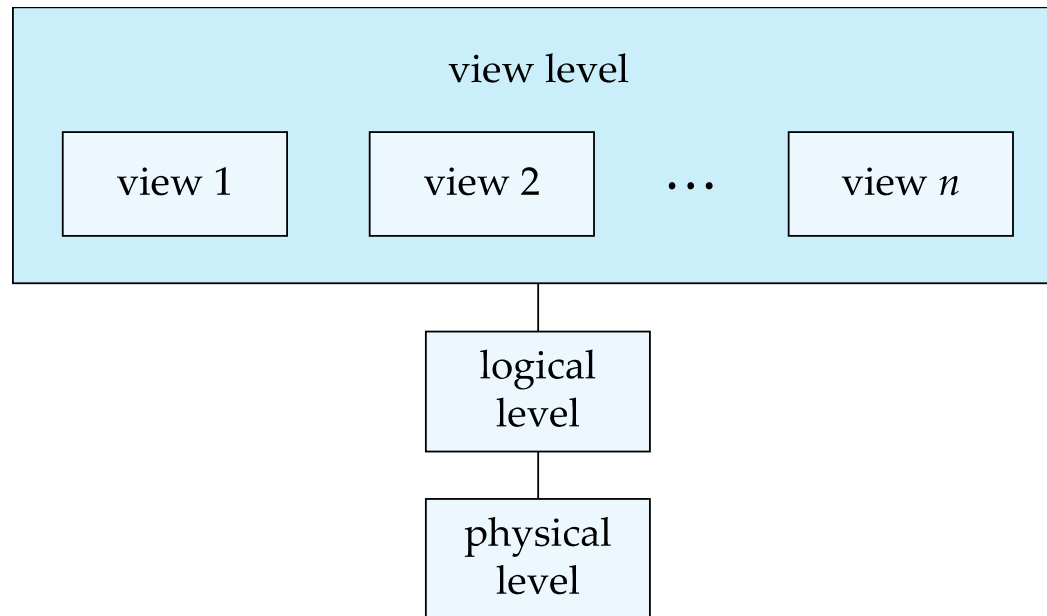 view level
view 1
view 2
...
view n
logical
level
physical
level